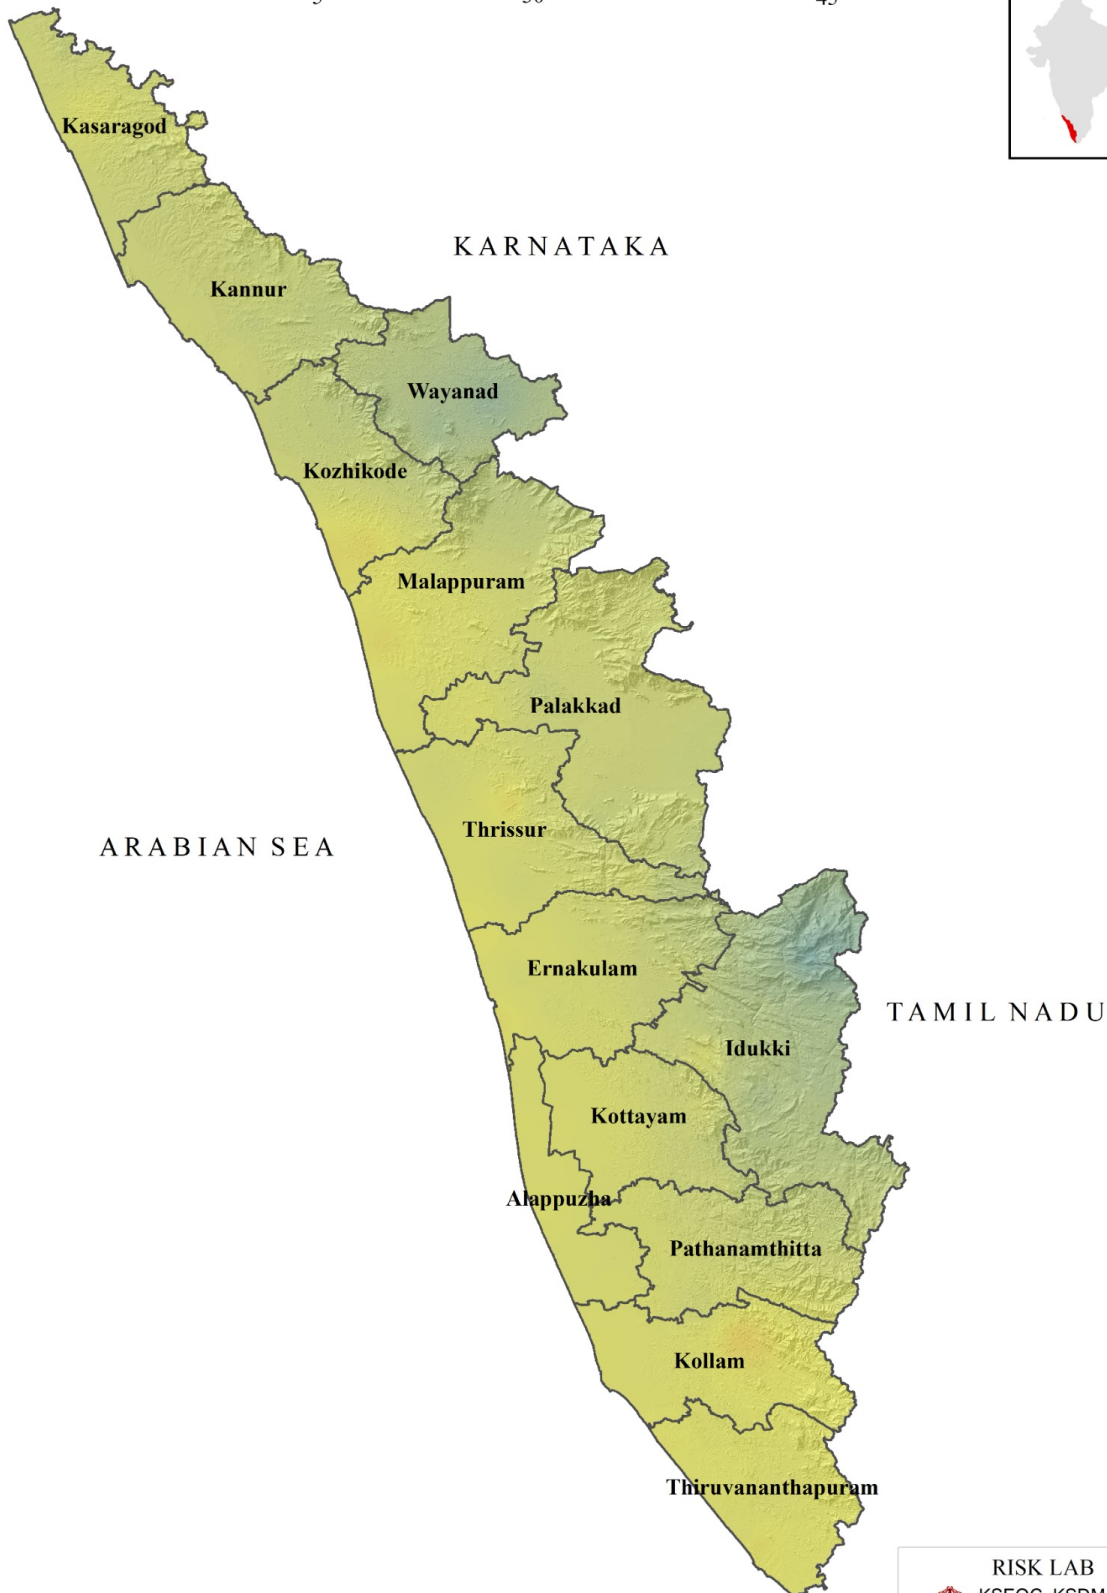 Kasaragod
KARNATAKA
Kannur
Wayanad
Kozhikode
Malappuram
Palakkad
Thrissur
ARABIAN SEA
Ernakulam
TAMIL NADU
Idukki
Kottayam
Alappuzha
Pathanamthitta
Kollam
Thiruvananthapuram
RISK LAB